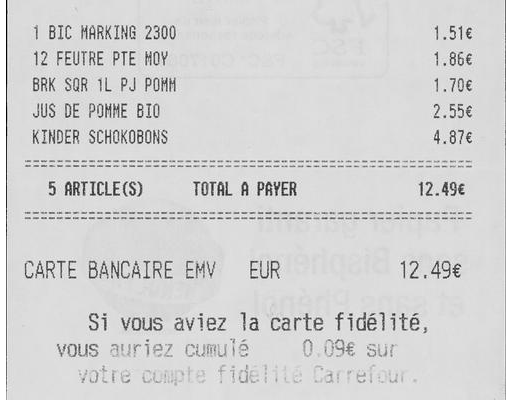 1 BIC MARKING 2300 1.51€
12 FEUTRE PTE MOY 1.86€
BRK SQR 1L PJ POMM 1.70€
JUS DE POMME BIO 2.55€
KINDER SCHOKOBONS 4.87€
5 ARTICLE(S) TOTAL A PAYER 12.49€
CARTE BANCAIRE EMV EUR 12.49€
Si vous aviez la carte fidélité,
vous auriez cumulé 0.09€ sur
votre compte fidélité Carrefour.